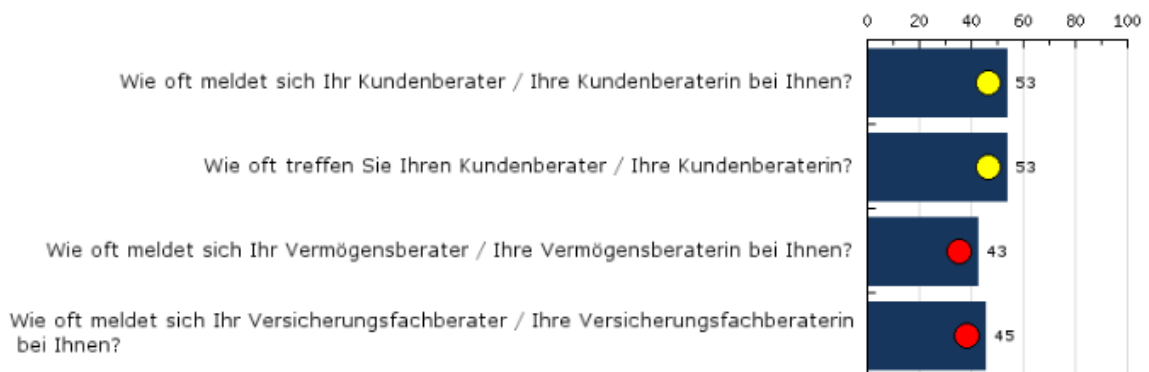 0 20 40 60 80 100
Wie oft meldet sich Ihr Kundenberater / Ihre Kundenberaterin bei Ihnen? 53
Wie oft treffen Sie Ihren Kundenberater / Ihre Kundenberaterin? 53
Wie oft meldet sich Ihr Vermögensberater / Ihre Vermögensberaterin bei Ihnen? 43
Wie oft meldet sich Ihr Versicherungsfachberater / Ihre Versicherungsfachberaterin
bei Ihnen? 45